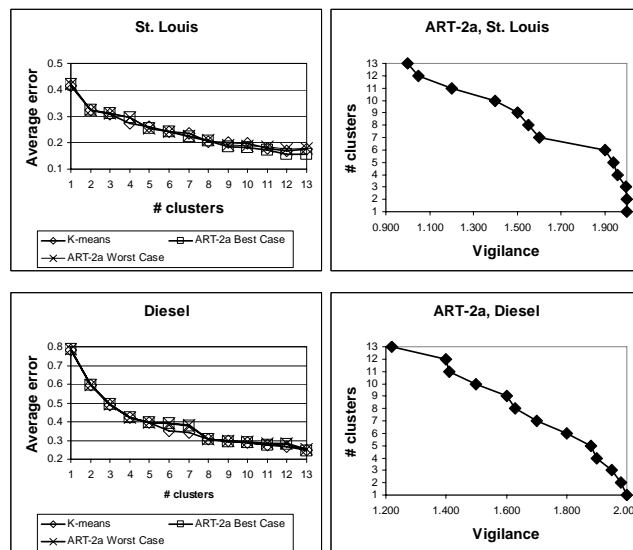 St. Louis
Average error
0.5
0.4
0.3
0.2
0.1
1 2 3 4 5 6 7 8 9 10 11 12 13
# clusters
K-means
ART-2a Best Case
ART-2a Worst Case
ART-2a, St. Louis
# clusters
13
12
11
10
9
8
7
6
5
4
3
2
1
0.900 1.100 1.300 1.500 1.700 1.900
Vigilance
Diesel
Average error
0.8
0.7
0.6
0.5
0.4
0.3
0.2
1 2 3 4 5 6 7 8 9 10 11 12 13
# clusters
K-means
ART-2a Best Case
ART-2a Worst Case
ART-2a, Diesel
# clusters
13
12
11
10
9
8
7
6
5
4
3
2
1
1.200 1.400 1.600 1.800 2.00
Vigilance